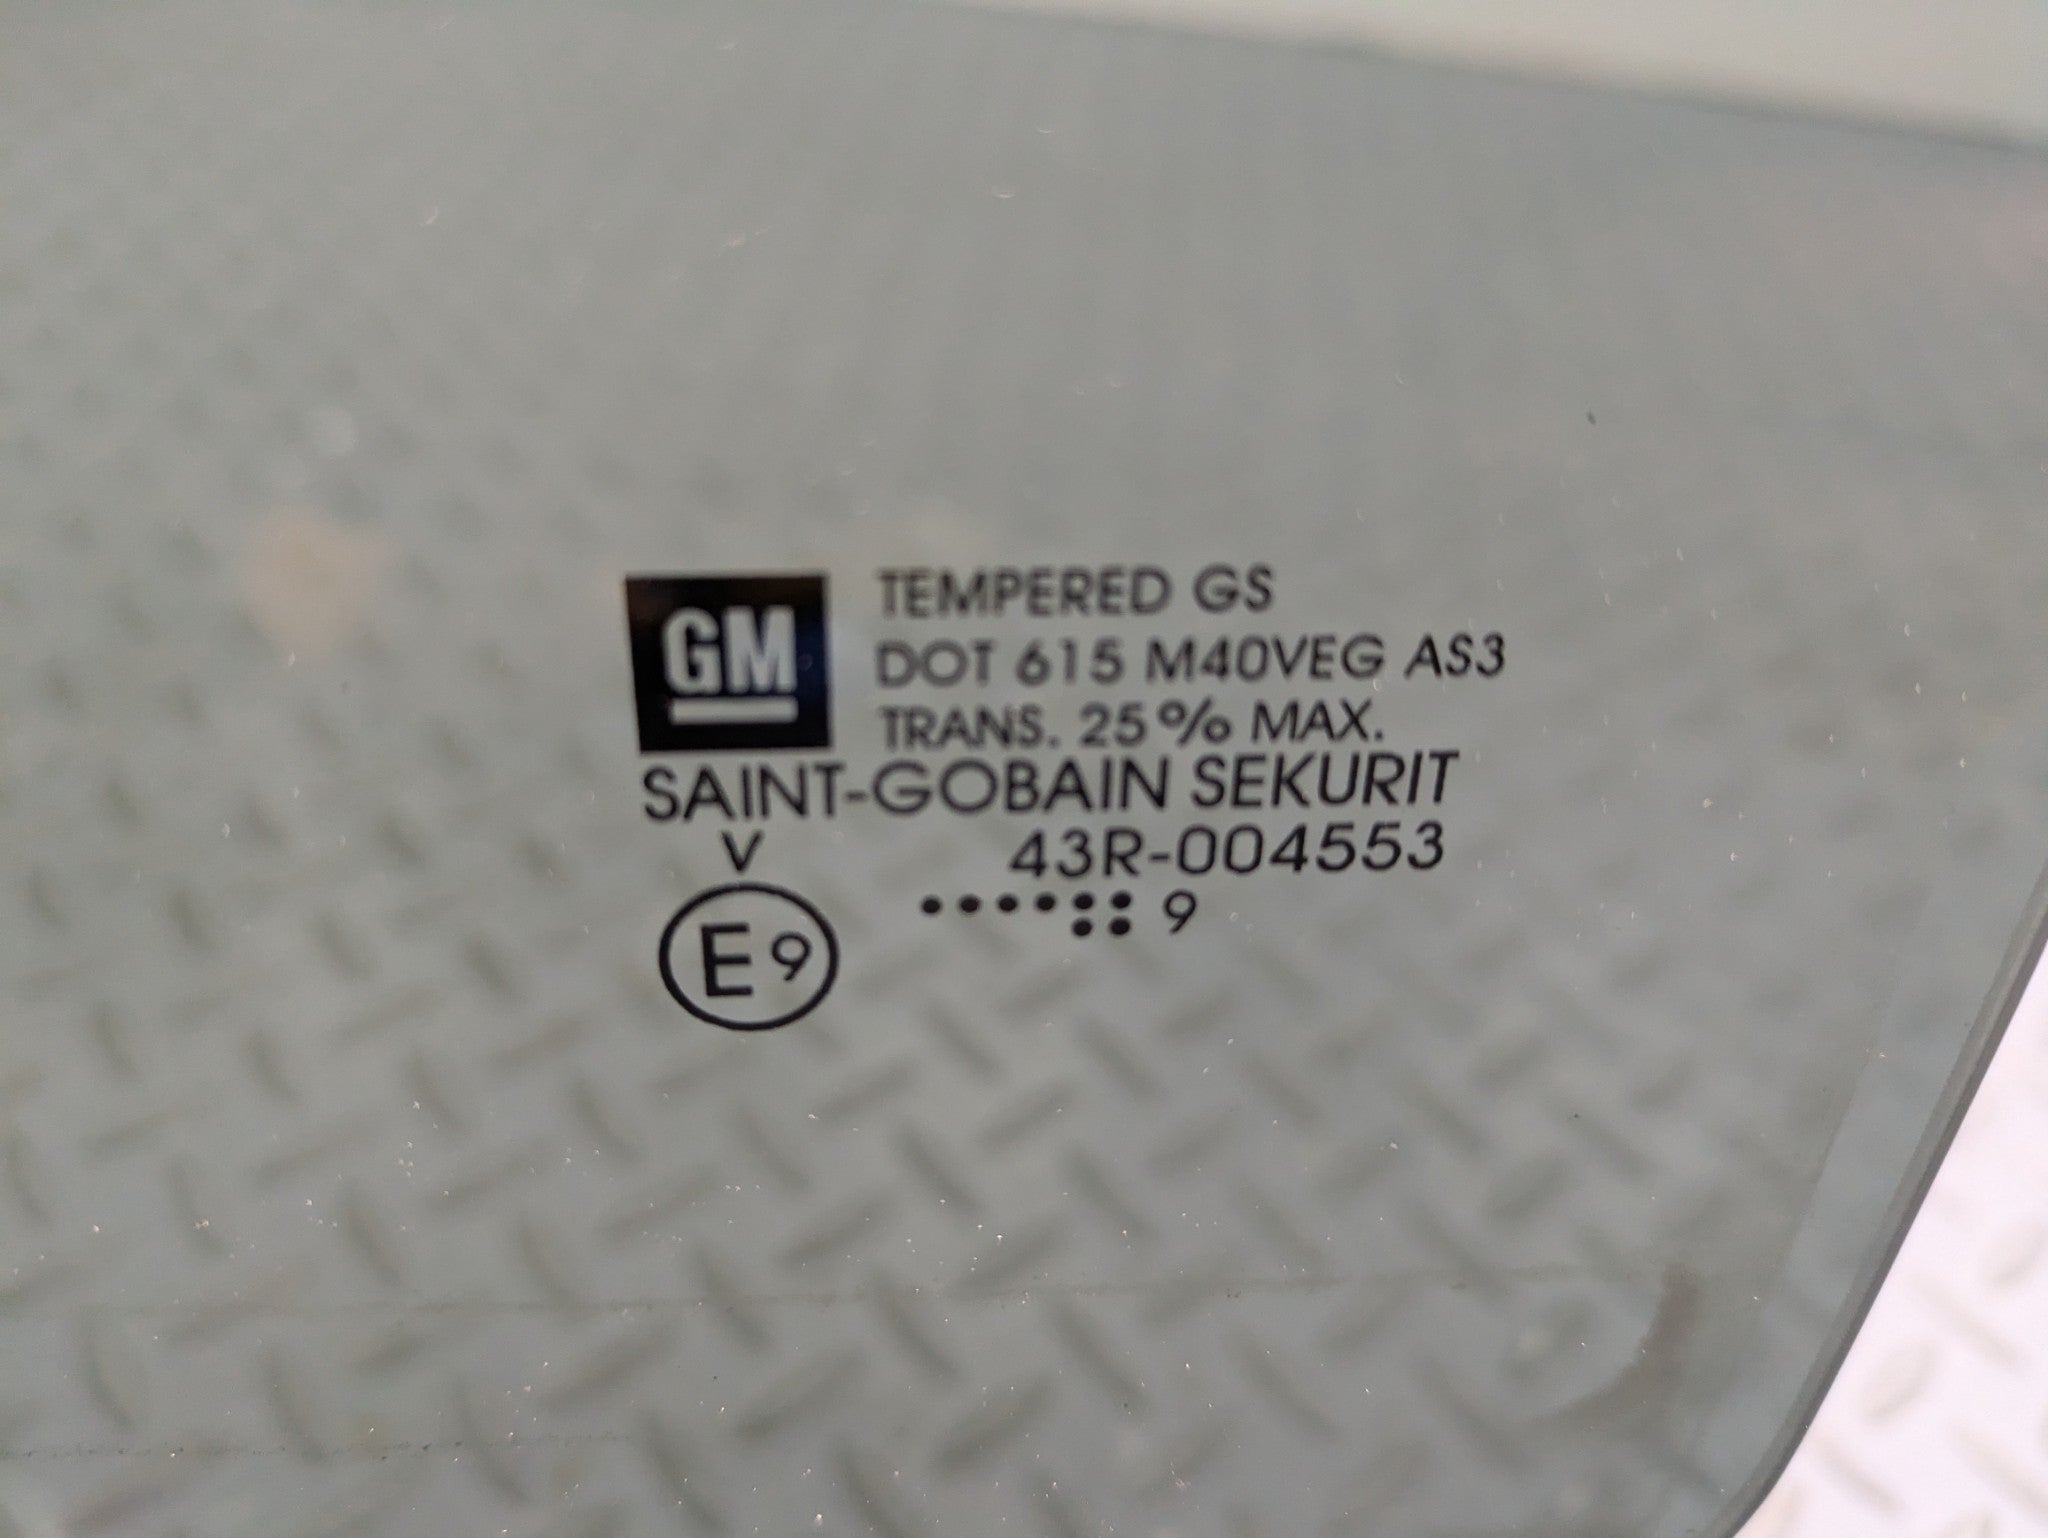 GM
TEMPERED GS
DOT 615 M40VEG AS3
TRANS. 25% MAX.
SAINT-GOBAIN SEKURIT
V 43R-004553
E9 ••••••
•• 9